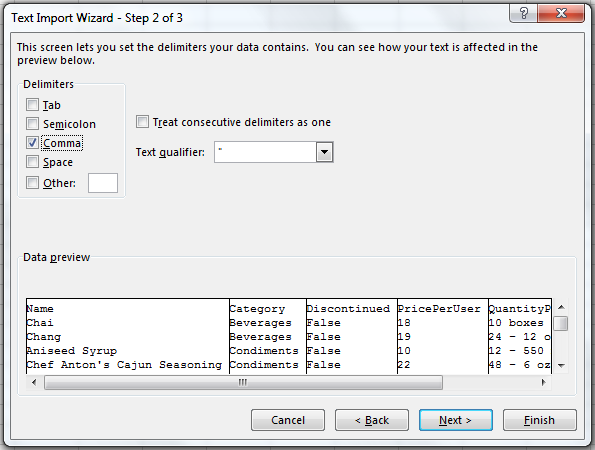 Text Import Wizard - Step 2 of 3
This screen lets you set the delimiters your data contains. You can see how your text is affected in the
preview below.
Delimiters
Tab
Semicolon
Comma
Space
Other:
Treat consecutive delimiters as one
Text qualifier: "
Data preview
Name Category Discontinued PricePerUser QuantityP
Chai Beverages False 18 10 boxes
Chang Beverages False 19 24 - 12 o
Aniseed Syrup Condiments False 10 12 - 550
Chef Anton's Cajun Seasoning Condiments False 22 48 - 6 oz
Cancel < Back Next > Finish